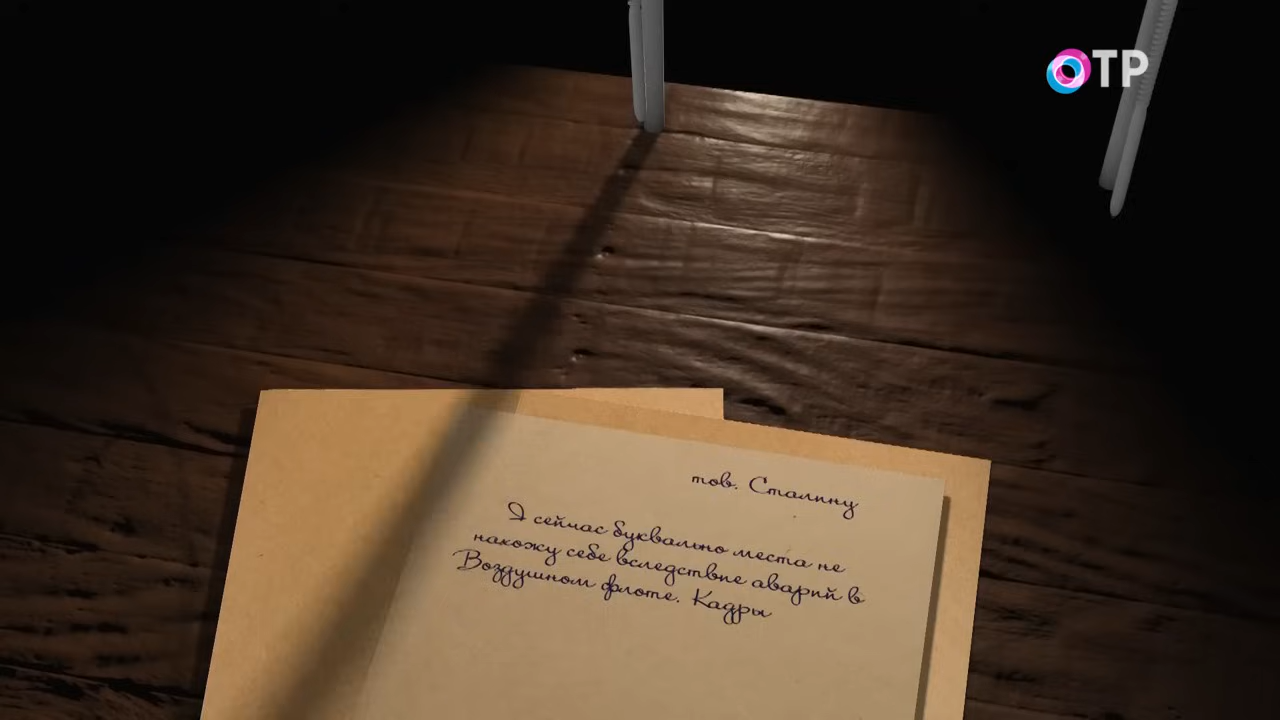 ОТР
тов. Сталину
Я сейчас буквально места не
нахожу себе вследствие аварий в
Воздушном флоте. Кадры